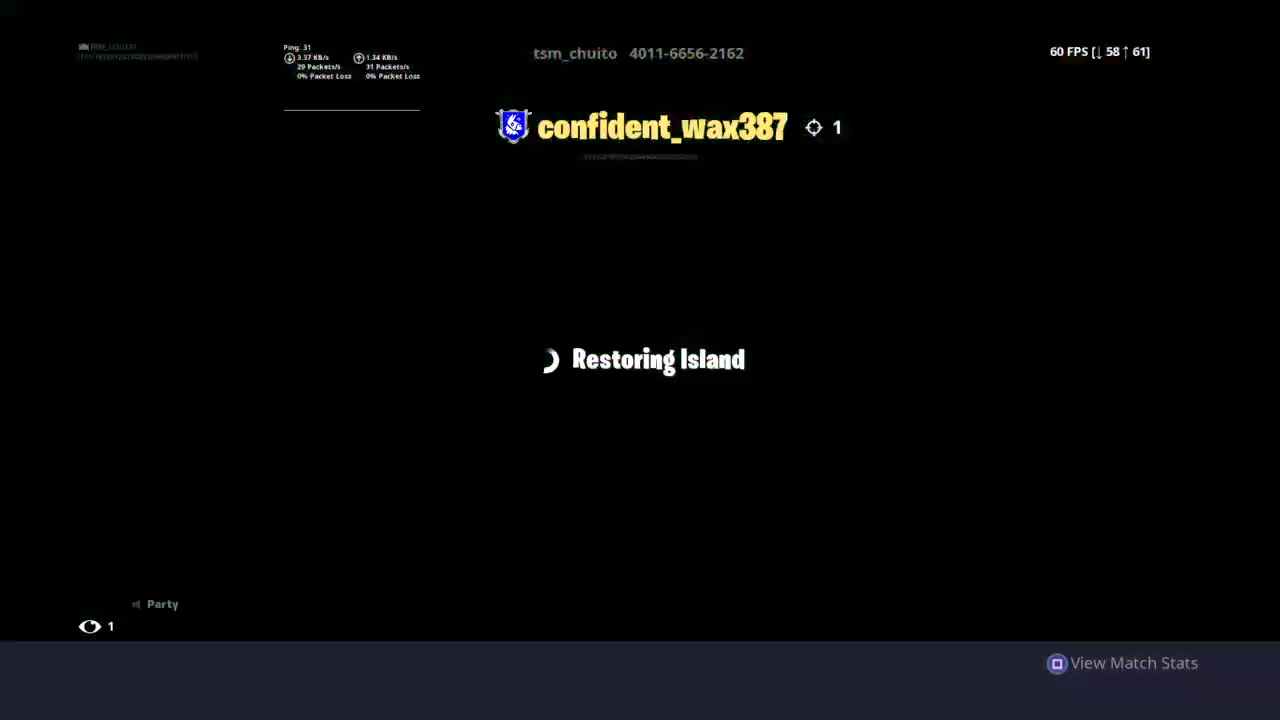 Ping: 31
3.37 KB/s 1.34 KB/s
29 Packets/s 31 Packets/s
0% Packet Loss 0% Packet Loss
tsm_chuito 4011-6656-2162
60 FPS [↓ 58 ↑ 61]
confident_wax387 1
Restoring Island
Party
1
View Match Stats